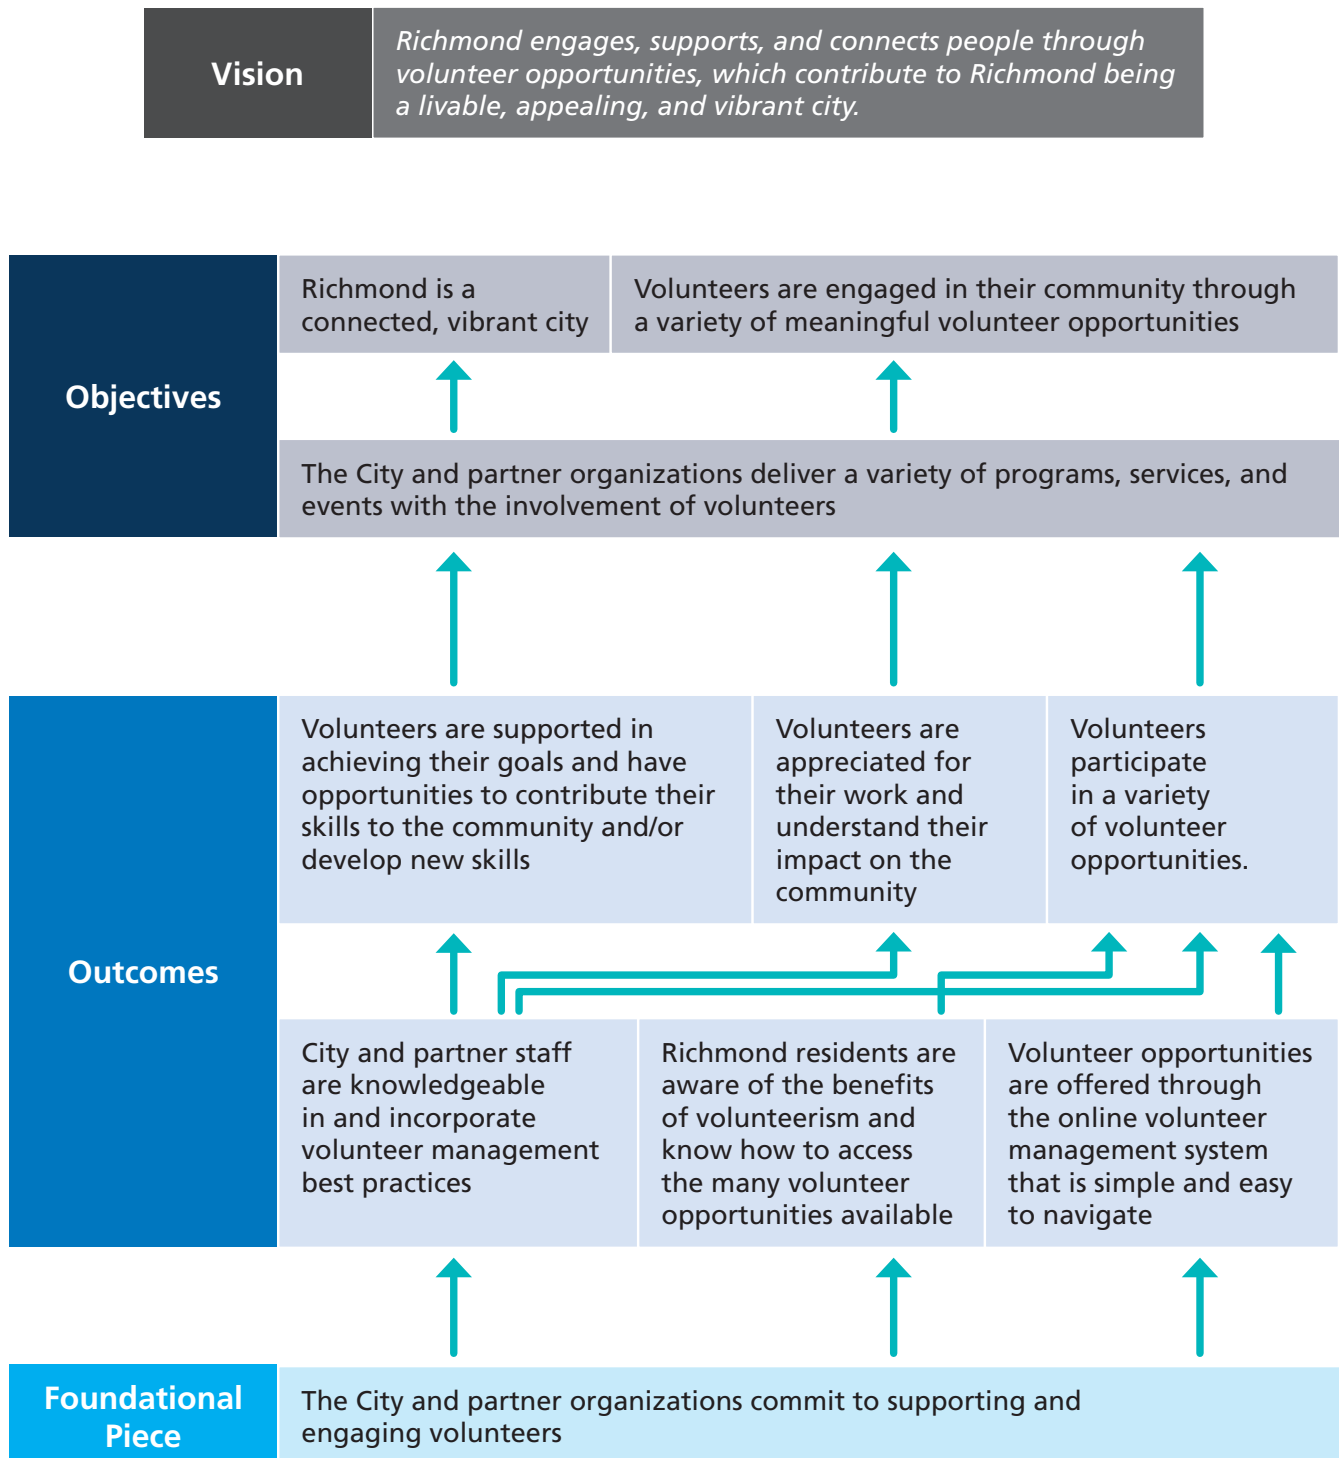 Vision
Richmond engages, supports, and connects people through
volunteer opportunities, which contribute to Richmond being
a livable, appealing, and vibrant city.
Objectives
Richmond is a
connected, vibrant city
Volunteers are engaged in their community through
a variety of meaningful volunteer opportunities
The City and partner organizations deliver a variety of programs, services, and
events with the involvement of volunteers
Outcomes
Volunteers are supported in
achieving their goals and have
opportunities to contribute their
skills to the community and/or
develop new skills
Volunteers are
appreciated for
their work and
understand their
impact on the
community
Volunteers
participate
in a variety
of volunteer
opportunities.
City and partner staff
are knowledgeable
in and incorporate
volunteer management
best practices
Richmond residents are
aware of the benefits
of volunteerism and
know how to access
the many volunteer
opportunities available
Volunteer opportunities
are offered through
the online volunteer
management system
that is simple and easy
to navigate
Foundational
Piece
The City and partner organizations commit to supporting and
engaging volunteers